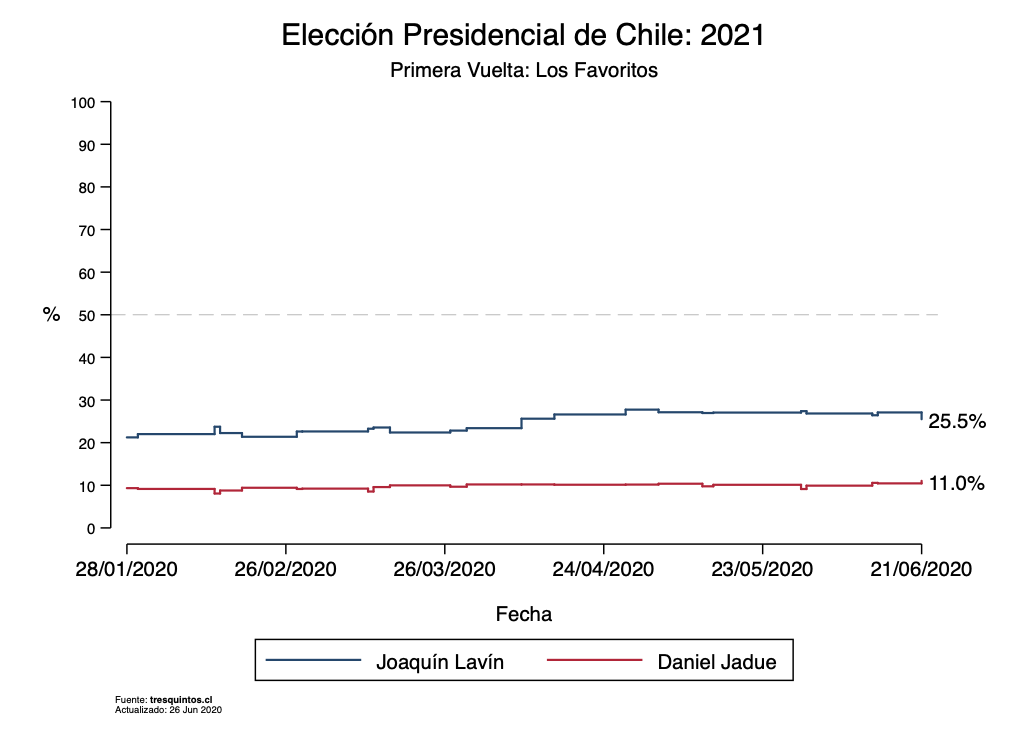 Elección Presidencial de Chile: 2021
Primera Vuelta: Los Favoritos
100
90
80
70
60
% 50
40
30
20
10
0
25.5%
11.0%
28/01/2020 26/02/2020 26/03/2020 24/04/2020 23/05/2020 21/06/2020
Fecha
Joaquín Lavín Daniel Jadue
Fuente: tresquintos.cl
Actualizado: 26 Jun 2020